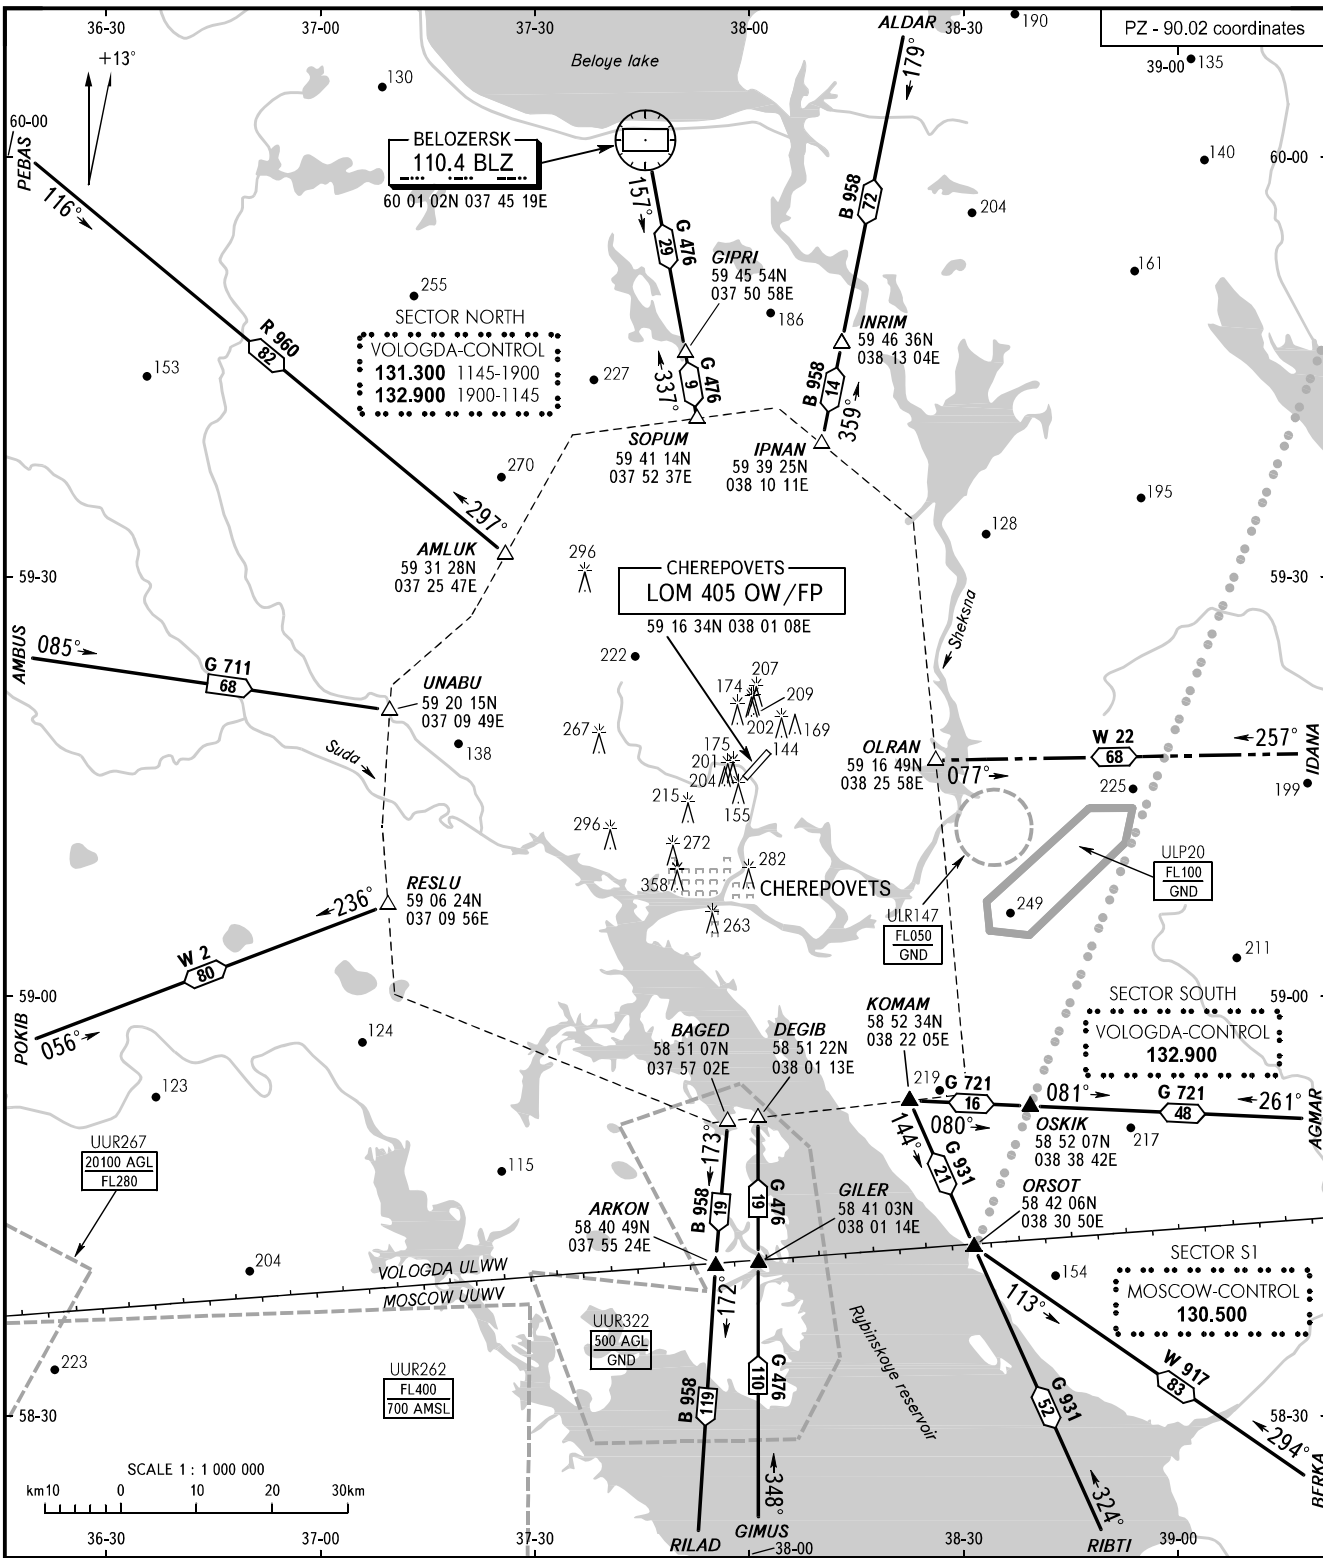 36-30
37-00
37-30
38-00
ALDAR
38-30
190
PZ - 90.02 coordinates
39-00
135
+13°
Beloye lake
179°
130
60-00
60-00
PEBAS
BELOZERSK
110.4 BLZ
60 01 02N 037 45 19E
140
116°
157°
B 958
72
204
G 476
29
GIPRI
59 45 54N
037 50 58E
161
255
SECTOR NORTH
186
R 960
82
INRIM
59 46 36N
038 13 04E
VOLOGDA-CONTROL
131.300 1145-1900
132.900 1900-1145
153
227
337°
G 476
9
B 958
14
359°
SOPUM
59 41 14N
037 52 37E
IPNAN
59 39 25N
038 10 11E
270
195
297°
128
AMLUK
59 31 28N
037 25 47E
296
59-30
59-30
CHEREPOVETS
LOM 405 OW/FP
59 16 34N 038 01 08E
Sheksna
AMBUS
085°
G 711
68
222
UNABU
59 20 15N
037 09 49E
207
174
209
202
169
267
138
Suda
175
144
201
204
155
OLRAN
59 16 49N
038 25 58E
077°
W 22
68
257°
IDANA
225
199
215
296
272
282
358
CHEREPOVETS
263
ULP20
FL100
GND
RESLU
59 06 24N
037 09 56E
236°
249
ULR147
FL050
GND
W 2
80
211
59-00
59-00
POKIB
056°
SECTOR SOUTH
VOLOGDA-CONTROL
132.900
KOMAM
58 52 34N
038 22 05E
BAGED
58 51 07N
037 57 02E
DEGIB
58 51 22N
038 01 13E
124
123
219
G 721
16
081°
G 721
48
261°
AGMAR
080°
144°
OSKIK
58 52 07N
038 38 42E
217
UUR267
20100 AGL
FL280
173°
G 931
21
115
B 958
19
G 476
19
ORSOT
58 42 06N
038 30 50E
ARKON
58 40 49N
037 55 24E
GILER
58 41 03N
038 01 14E
204
VOLOGDA ULWW
MOSCOW UUWV
SECTOR S1
MOSCOW-CONTROL
130.500
154
172°
113°
UUR322
500 AGL
GND
Rybinskoye reservoir
223
UUR262
FL400
700 AMSL
G 476
110
B 958
119
G 931
52
W 917
83
58-30
58-30
294°
BERKA
SCALE 1 : 1 000 000
km10
0
10
20
30km
348°
324°
36-30
37-00
37-30
RILAD
GIMUS
38-00
38-30
RIBTI
39-00